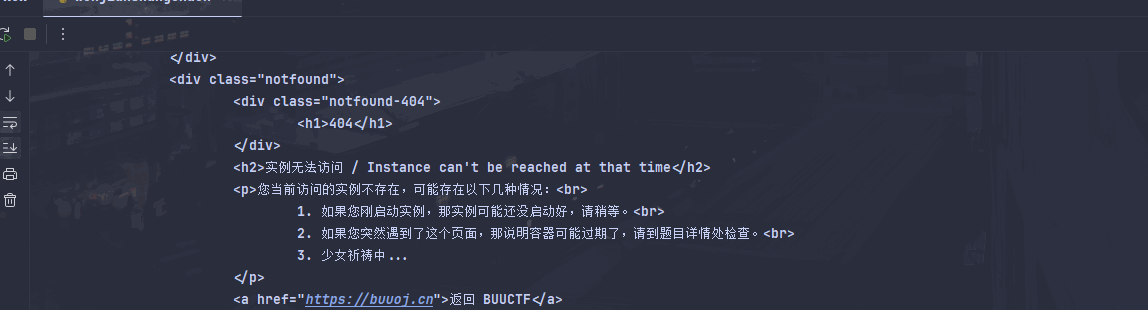 </div>
<div class="notfound">
<div class="notfound-404">
<h1>404</h1>
</div>
<h2>实例无法访问 / Instance can't be reached at that time</h2>
<p>您当前访问的实例不存在，可能存在以下几种情况：<br>
1. 如果您刚启动实例，那实例可能还没启动好，请稍等。<br>
2. 如果您突然遇到了这个页面，那说明容器可能过期了，请到题目详情处检查。<br>
3. 少女祈祷中...
</p>
<a href="https://buuoj.cn">返回 BUUCTF</a>